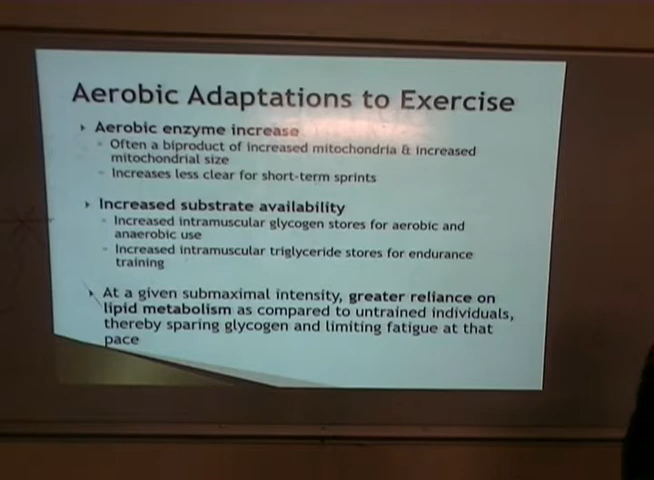 Aerobic Adaptations to Exercise
Aerobic enzyme increase
Often a biproduct of increased mitochondria & increased
mitochondrial size
Increases less clear for short-term sprints
Increased substrate availability
Increased intramuscular glycogen stores for aerobic and
anaerobic use
Increased intramuscular triglyceride stores for endurance
training
At a given submaximal intensity, greater reliance on
lipid metabolism as compared to untrained individuals,
thereby sparing glycogen and limiting fatigue at that
pace